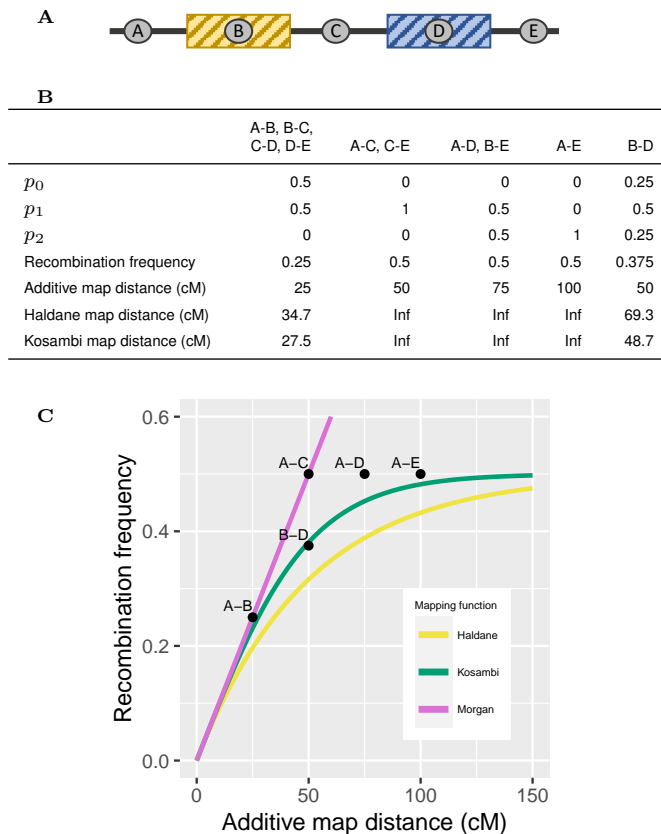 A
A B C D E
B
A-B, B-C,
C-D, D-E A-C, C-E A-D, B-E A-E B-D
p0 0.5 0 0 0 0.25
p1 0.5 1 0.5 0 0.5
p2 0 0 0.5 1 0.25
Recombination frequency 0.25 0.5 0.5 0.5 0.375
Additive map distance (cM) 25 50 75 100 50
Haldane map distance (cM) 34.7 Inf Inf Inf 69.3
Kosambi map distance (cM) 27.5 Inf Inf Inf 48.7
C
0.6
A−C A−D A−E
0.4
B−D
A−B
Mapping function
Haldane
0.2
Kosambi
Morgan
0.0
0 50 100 150
Recombination frequency
Additive map distance (cM)